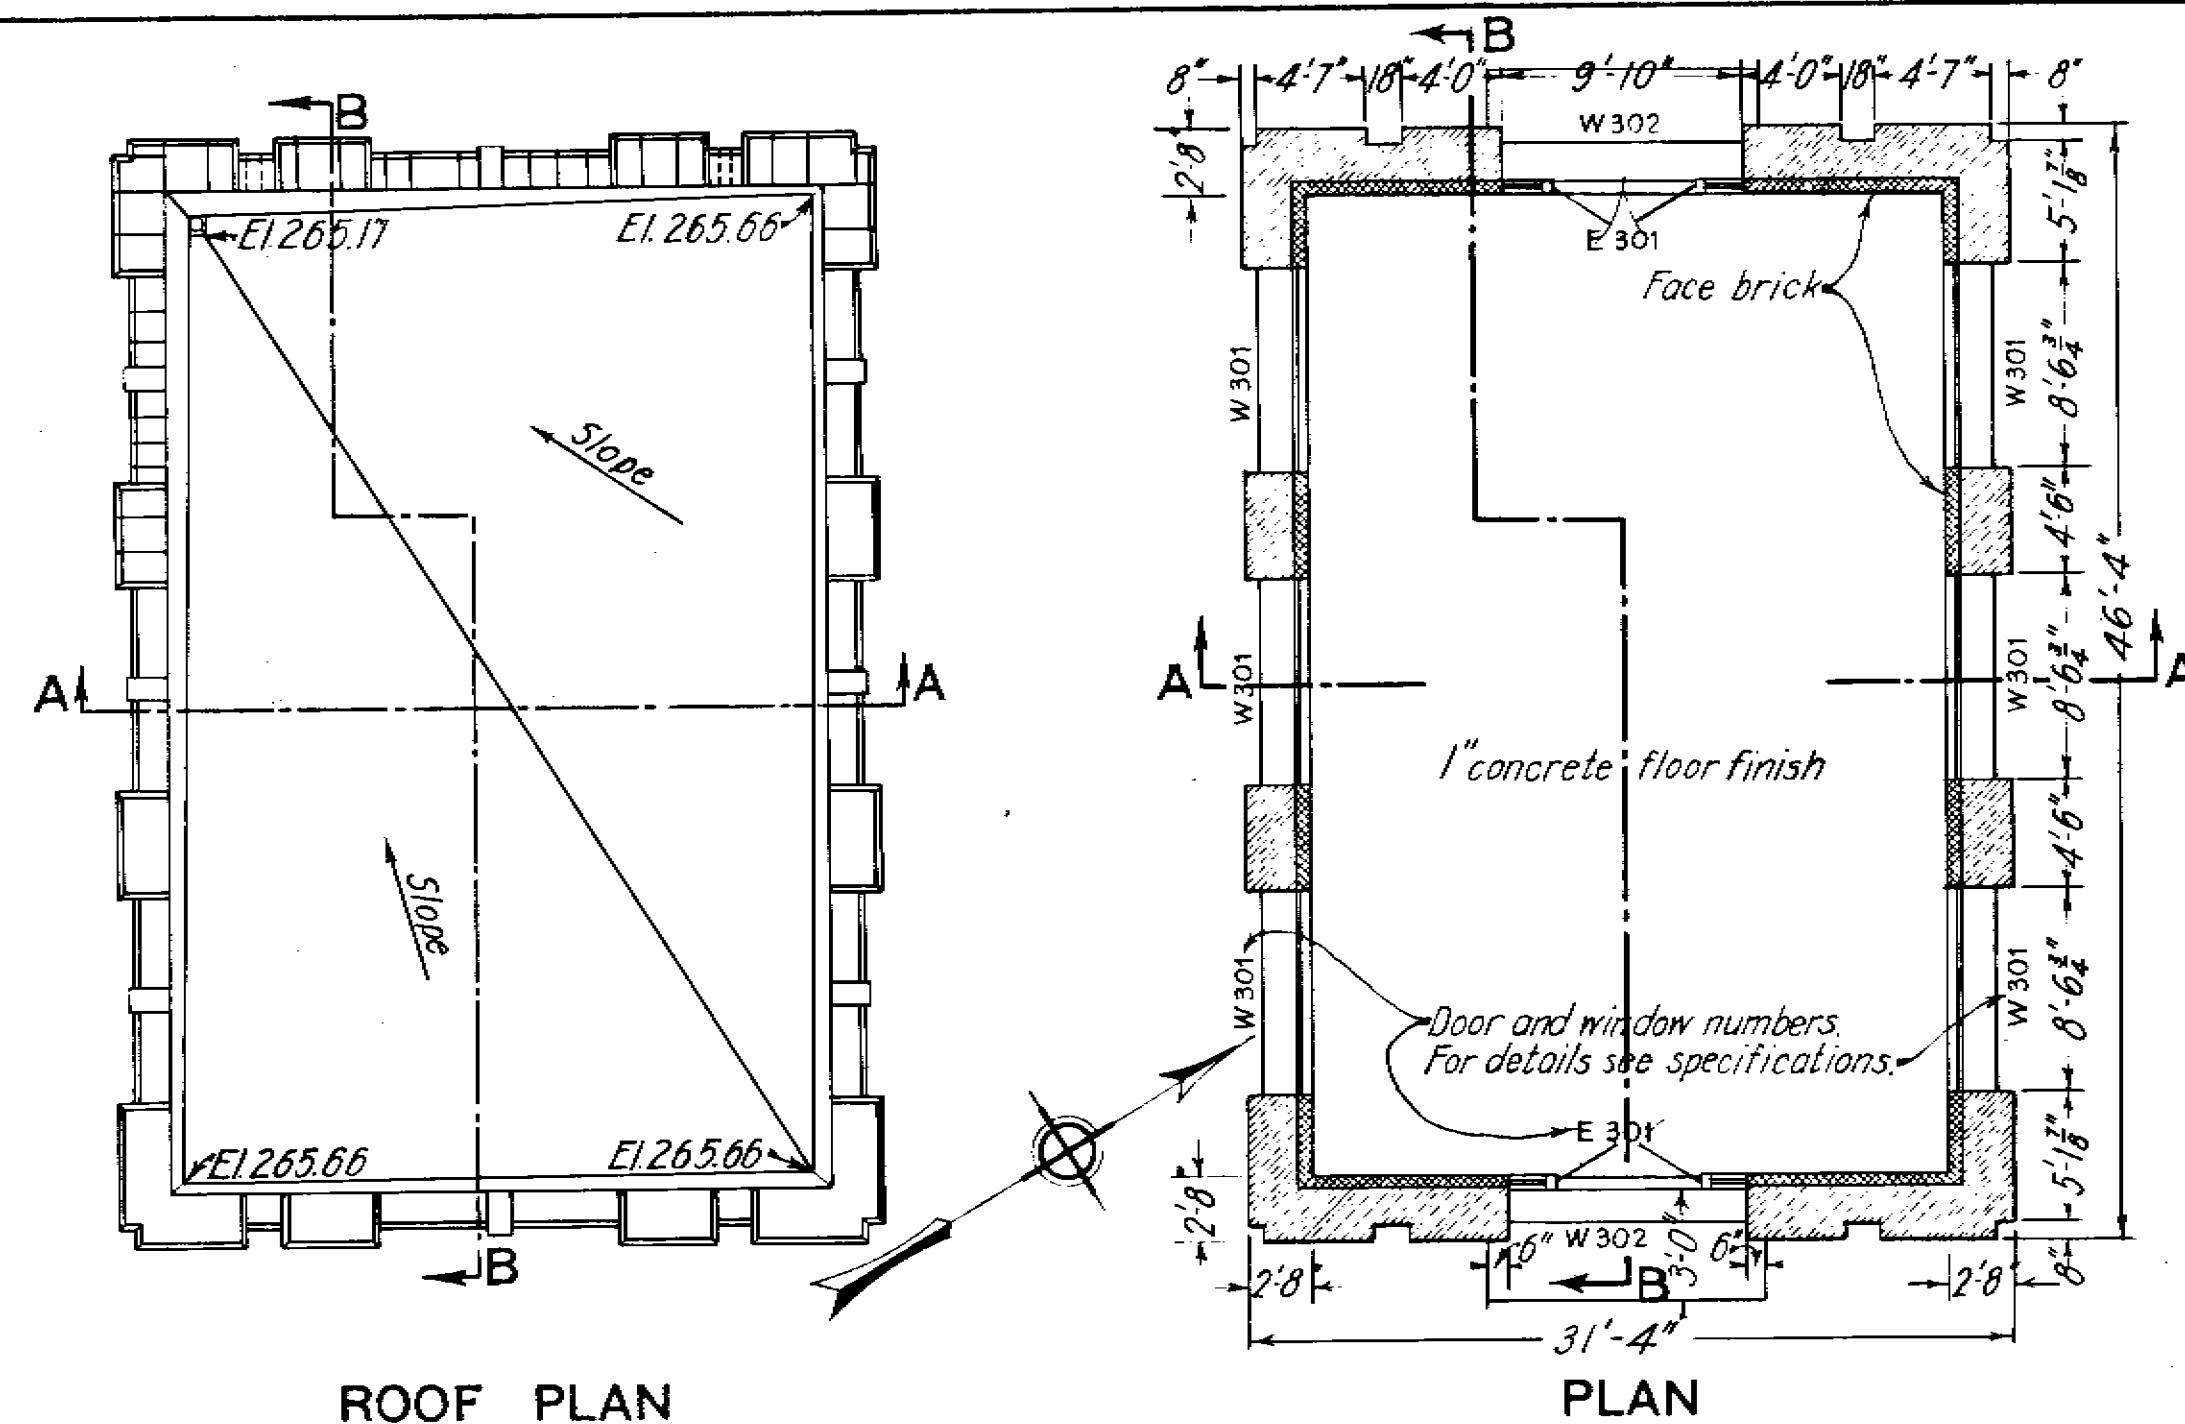 B
El. 265.17
El. 265.66
Slope
A
A
Slope
El. 265.66
El. 265.66
B
ROOF PLAN
B
8" 4'-7" 18" 4'-0" 9'-10" 4'-0" 18" 4'-7" 8"
W 302
2'-8"
E 301
5'-1 7/8"
Face brick
W 301
W 301
8'-6 3/4"
4'-6"
46'-4"
A
W 301
W 301
8'-6 3/4"
A
1" concrete floor finish
4'-6"
W 301
W 301
8'-6 3/4"
Door and window numbers.
For details see specifications.
E 301
5'-1 7/8"
2'-8"
6" W 302 3'-0" 6"
8"
2'-8" B 2'-8"
31'-4"
PLAN